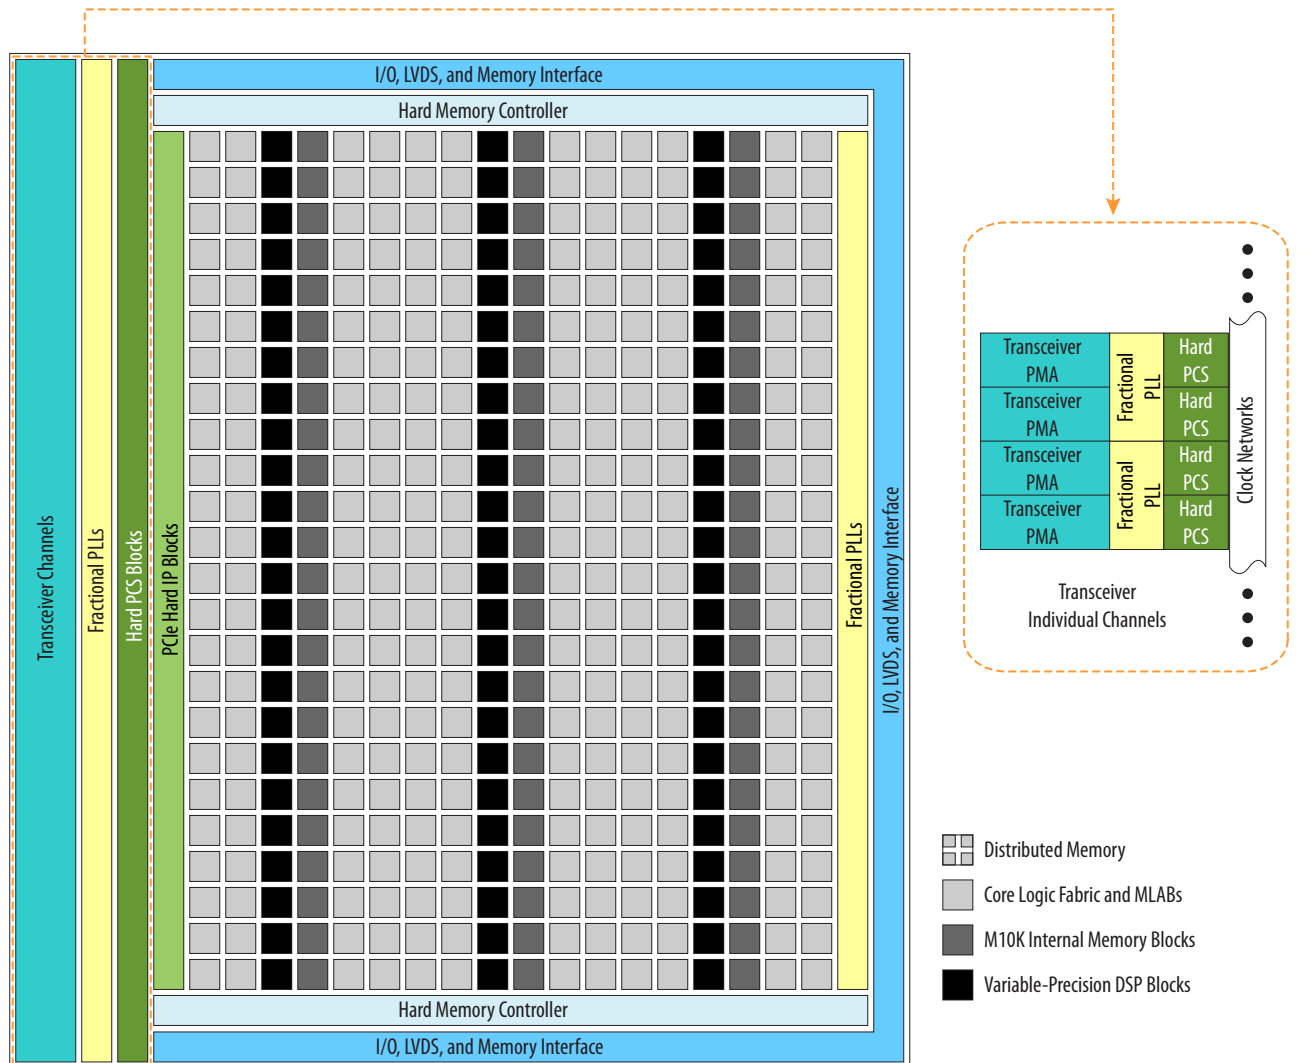 I/O, LVDS, and Memory Interface
Hard Memory Controller
Transceiver Channels
Fractional PLLs
Hard PCS Blocks
PCIe Hard IP Blocks
Fractional PLLs
I/O, LVDS, and Memory Interface
Hard Memory Controller
I/O, LVDS, and Memory Interface
Transceiver
PMA
Transceiver
PMA
Transceiver
PMA
Transceiver
PMA
Fractional
PLL
Fractional
PLL
Hard
PCS
Hard
PCS
Hard
PCS
Hard
PCS
Clock Networks
Transceiver
Individual Channels
Distributed Memory
Core Logic Fabric and MLABs
M10K Internal Memory Blocks
Variable-Precision DSP Blocks